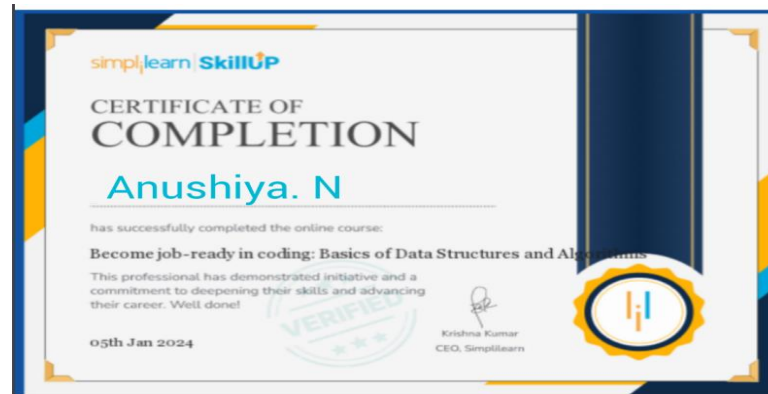 simplilearn SkillUP
CERTIFICATE OF
COMPLETION
Anushiya. N
has successfully completed the online course:
Become job-ready in coding: Basics of Data Structures and Algorithms
This professional has demonstrated initiative and a
commitment to deepening their skills and advancing
their career. Well done!
VERIFIED
05th Jan 2024
Krishna Kumar
CEO, Simplilearn